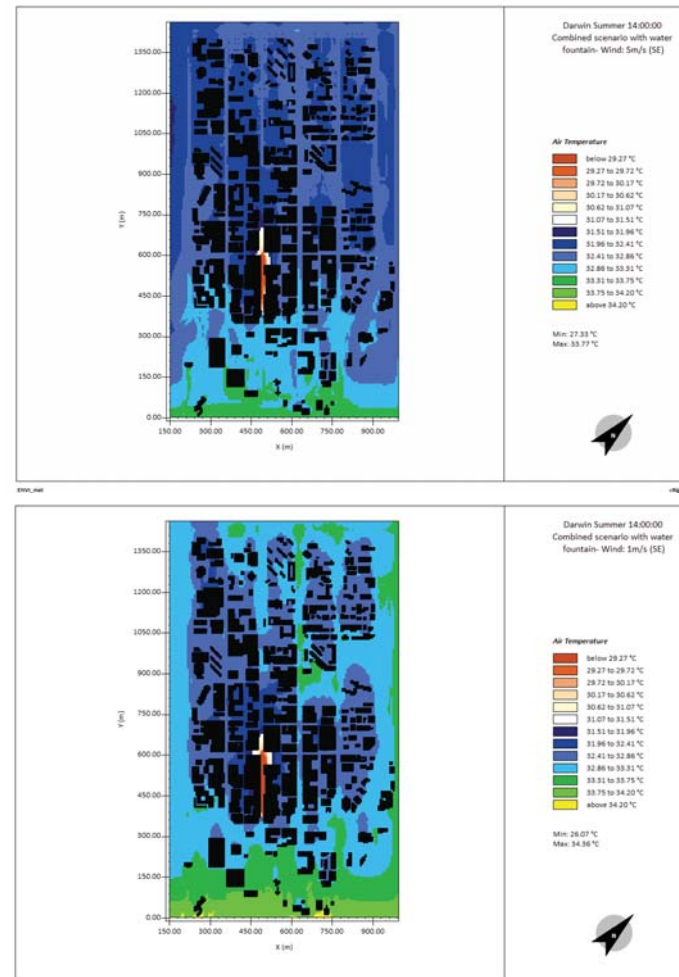 Darwin Summer 14:00:00
Combined scenario with water
fountain- Wind: 5m/s (SE)
Y (m)
1350.00
1200.00
1050.00
900.00
750.00
600.00
450.00
300.00
150.00
0.00
150.00 300.00 450.00 600.00 750.00 900.00
X (m)
Air Temperature
below 29.27 °C
29.27 to 29.72 °C
29.72 to 30.17 °C
30.17 to 30.62 °C
30.62 to 31.07 °C
31.07 to 31.51 °C
31.51 to 31.96 °C
31.96 to 32.41 °C
32.41 to 32.86 °C
32.86 to 33.31 °C
33.31 to 33.75 °C
33.75 to 34.20 °C
above 34.20 °C
Min: 27.33 °C
Max: 33.77 °C
N
ENVI_met
Darwin Summer 14:00:00
Combined scenario with water
fountain- Wind: 1m/s (SE)
Y (m)
1350.00
1200.00
1050.00
900.00
750.00
600.00
450.00
300.00
150.00
0.00
150.00 300.00 450.00 600.00 750.00 900.00
X (m)
Air Temperature
below 29.27 °C
29.27 to 29.72 °C
29.72 to 30.17 °C
30.17 to 30.62 °C
30.62 to 31.07 °C
31.07 to 31.51 °C
31.51 to 31.96 °C
31.96 to 32.41 °C
32.41 to 32.86 °C
32.86 to 33.31 °C
33.31 to 33.75 °C
33.75 to 34.20 °C
above 34.20 °C
Min: 26.07 °C
Max: 34.36 °C
N